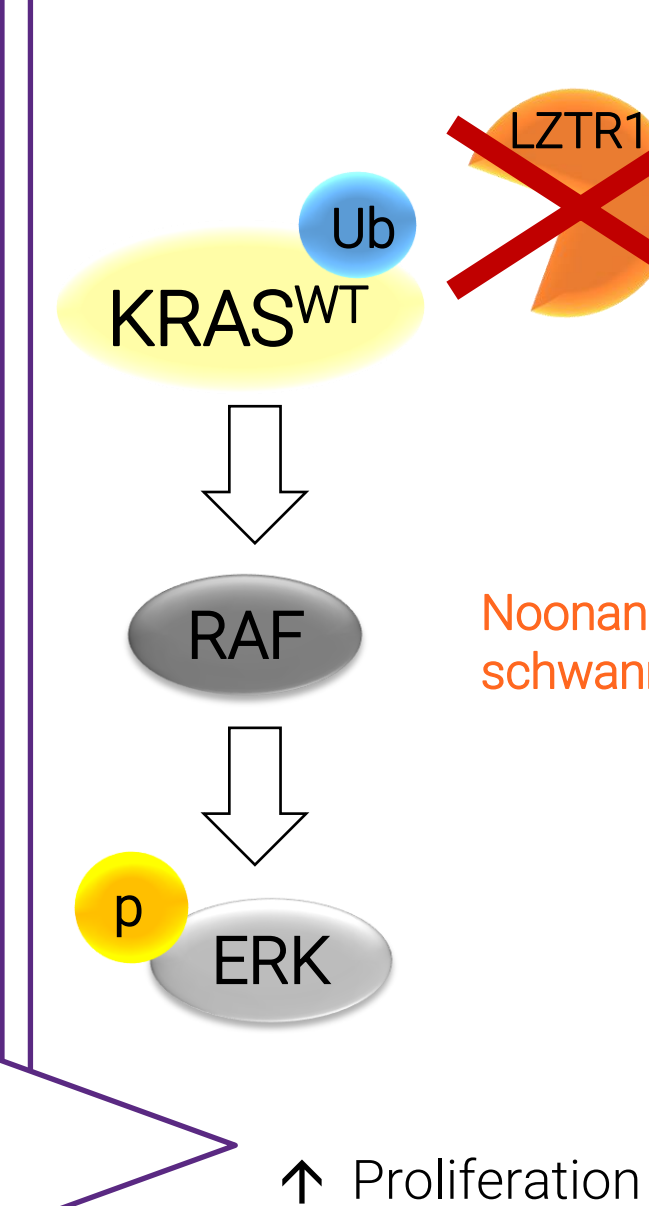 LZTR1
Ub
KRASWT
RAF
Noonan
schwann
p
ERK
↑ Proliferation